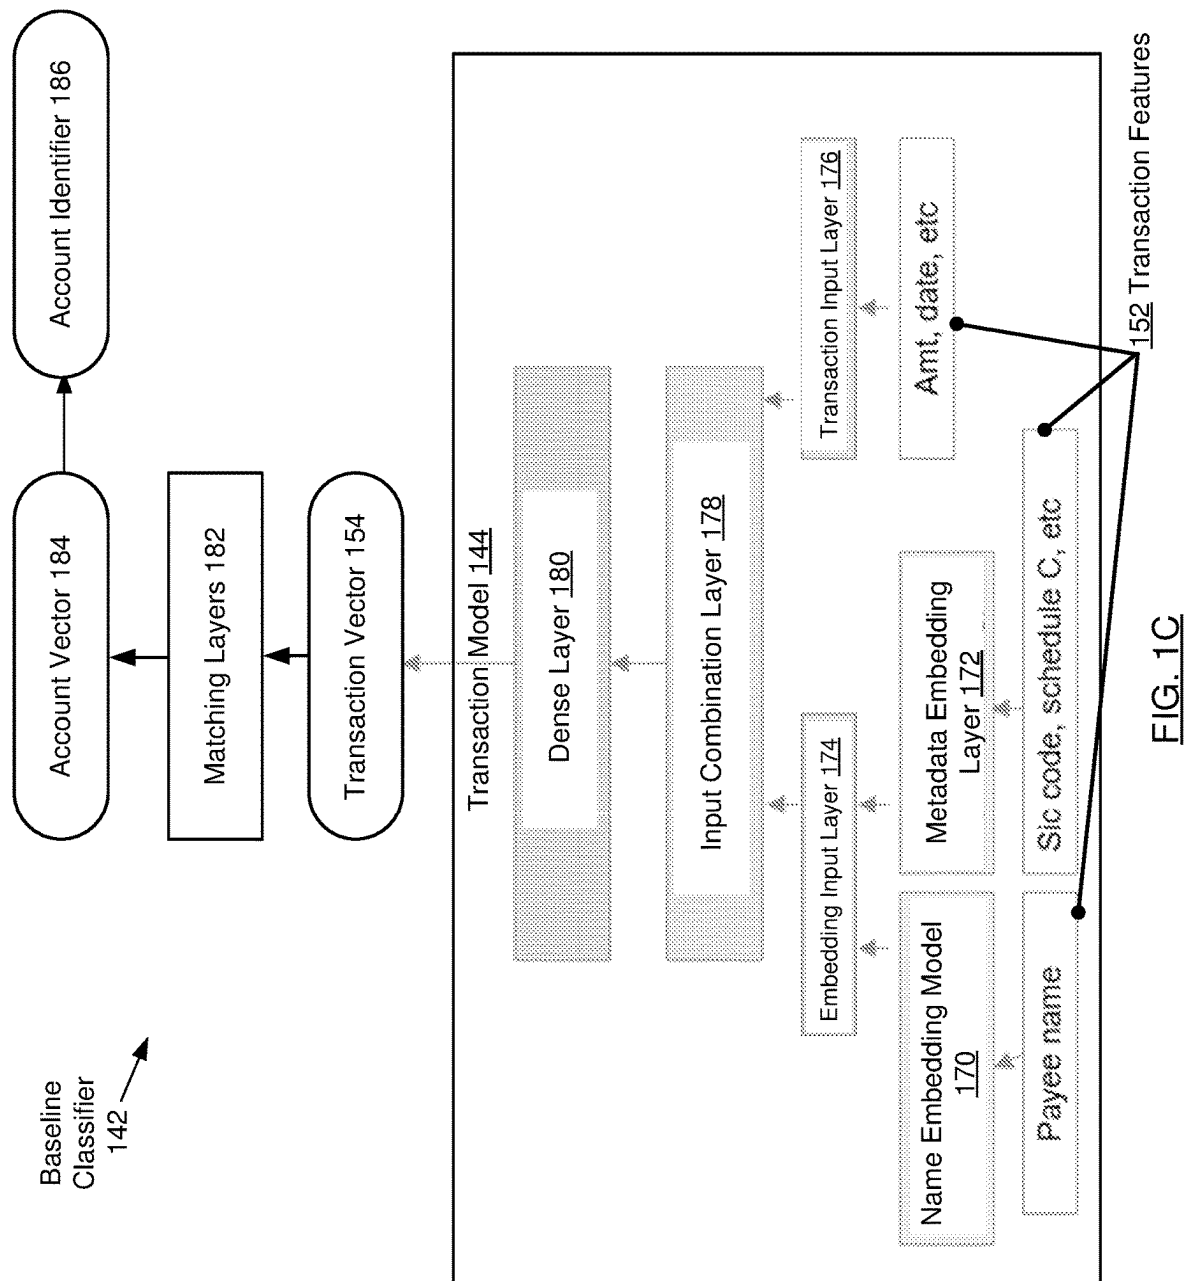 Baseline
Classifier
142
Account Vector 184
Account Identifier 186
Matching Layers 182
Transaction Vector 154
Transaction Model 144
Dense Layer 180
Input Combination Layer 178
Embedding Input Layer 174
Transaction Input Layer 176
Name Embedding Model
170
Metadata Embedding
Layer 172
Amt, date, etc
Payee name
Sic code, schedule C, etc
152 Transaction Features
FIG. 1C